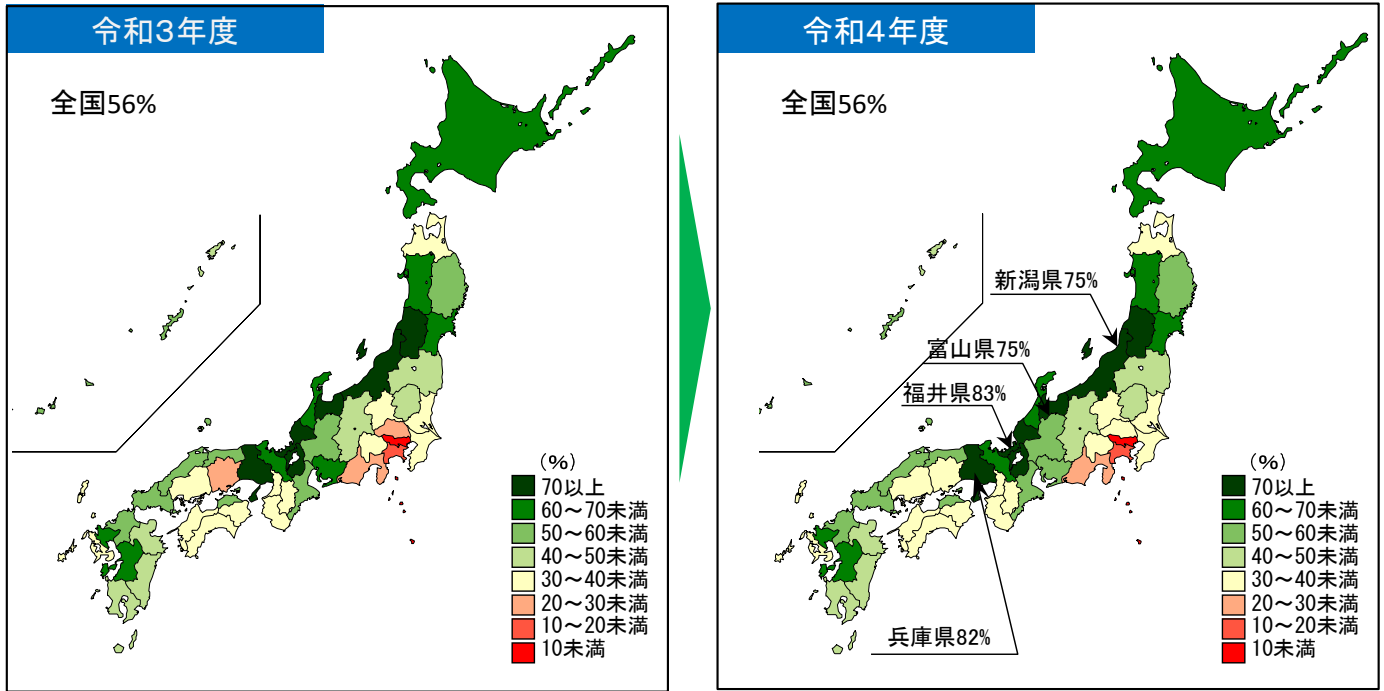 令和３年度
全国56%
(%)
70以上
60～70未満
50～60未満
40～50未満
30～40未満
20～30未満
10～20未満
10未満
令和４年度
全国56%
新潟県75%
富山県75%
福井県83%
兵庫県82%
(%)
70以上
60～70未満
50～60未満
40～50未満
30～40未満
20～30未満
10～20未満
10未満